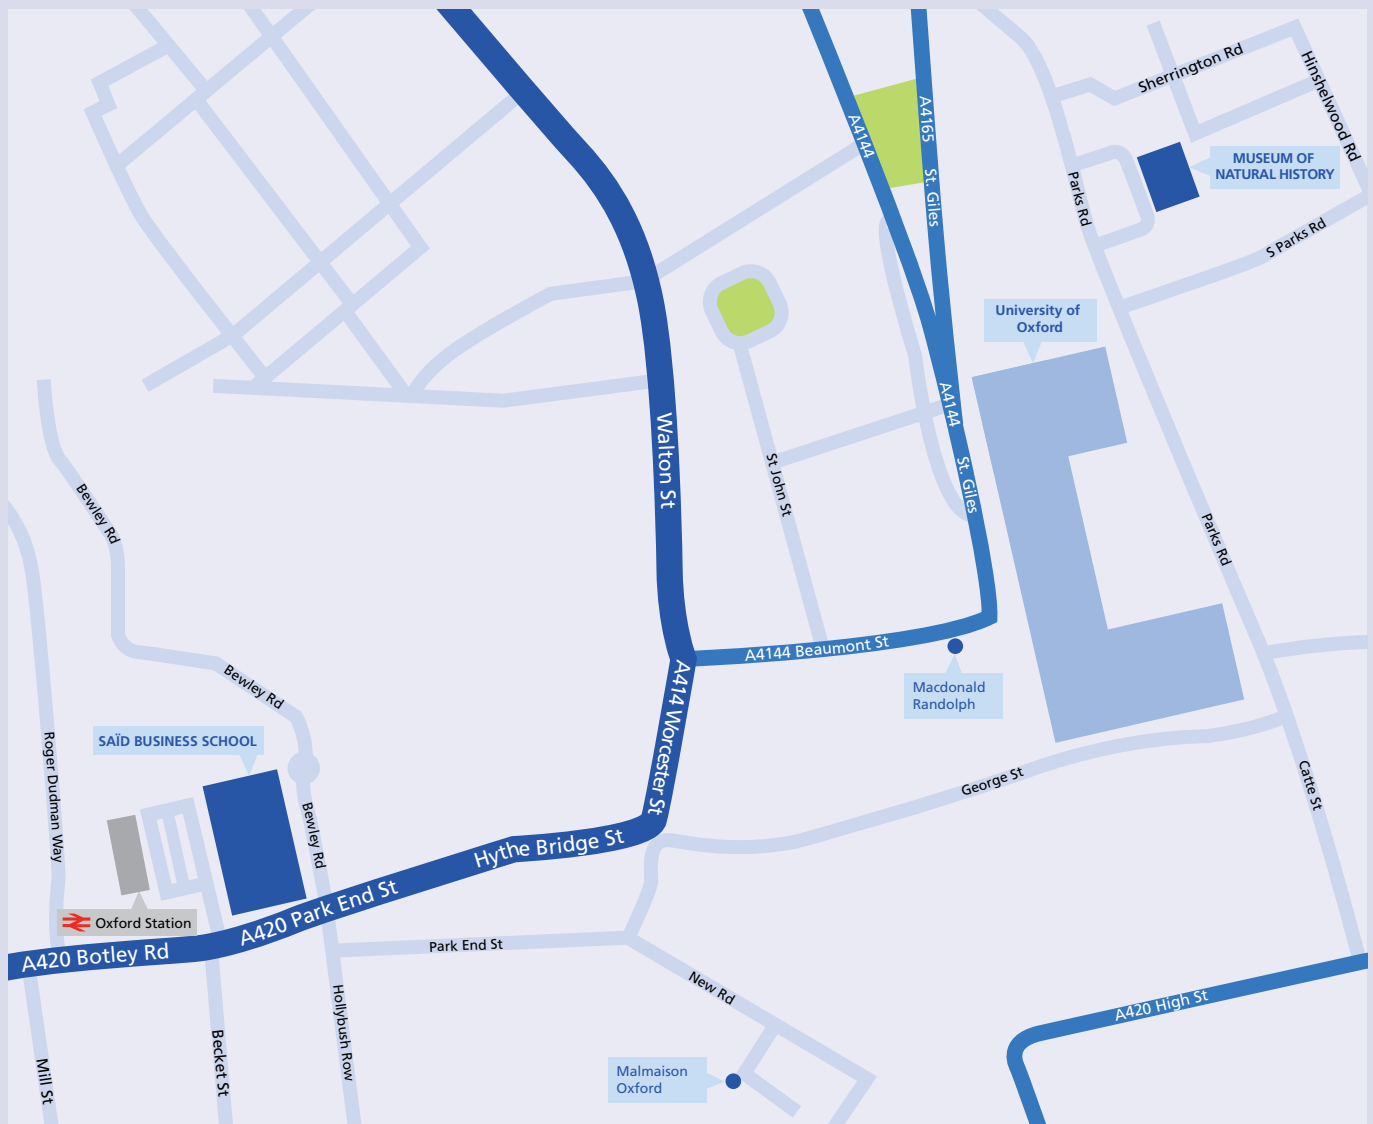 Sherrington Rd
Hinshelwood Rd
A4165
St. Giles
A4144
MUSEUM OF
NATURAL HISTORY
Parks Rd
S Parks Rd
University of
Oxford
A4144
St. Giles
Walton St
St John St
Bewley Rd
Parks Rd
A4144 Beaumont St
Macdonald
Randolph
Bewley Rd
A414 Worcester St
SAÏD BUSINESS SCHOOL
Roger Dudman Way
George St
Catte St
Bewley Rd
Hythe Bridge St
A420 Park End St
Oxford Station
A420 Botley Rd
Park End St
New Rd
A420 High St
Hollybush Row
Becket St
Mill St
Malmaison
Oxford